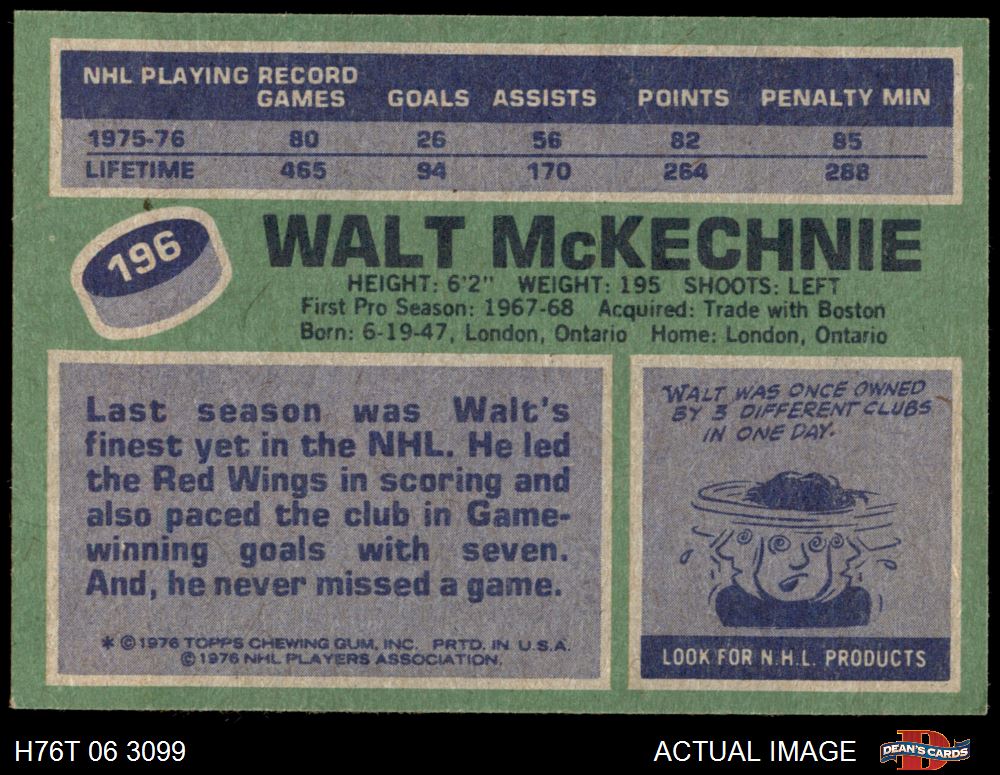 NHL PLAYING RECORD
GAMES GOALS ASSISTS POINTS PENALTY MIN
1975-76 80 26 56 82 85
LIFETIME 465 94 170 264 288
196
WALT McKECHNIE
HEIGHT: 6'2" WEIGHT: 195 SHOOTS: LEFT
First Pro Season: 1967-68 Acquired: Trade with Boston
Born: 6-19-47, London, Ontario Home: London, Ontario
Last season was Walt's
finest yet in the NHL. He led
the Red Wings in scoring and
also paced the club in Game-
winning goals with seven.
And, he never missed a game.
* © 1976 TOPPS CHEWING GUM, INC. PRTD. IN U.S.A.
© 1976 NHL PLAYERS ASSOCIATION.
WALT WAS ONCE OWNED
BY 3 DIFFERENT CLUBS
IN ONE DAY.
LOOK FOR N.H.L. PRODUCTS
H76T 06 3099
ACTUAL IMAGE
D
DEAN'S CARDS